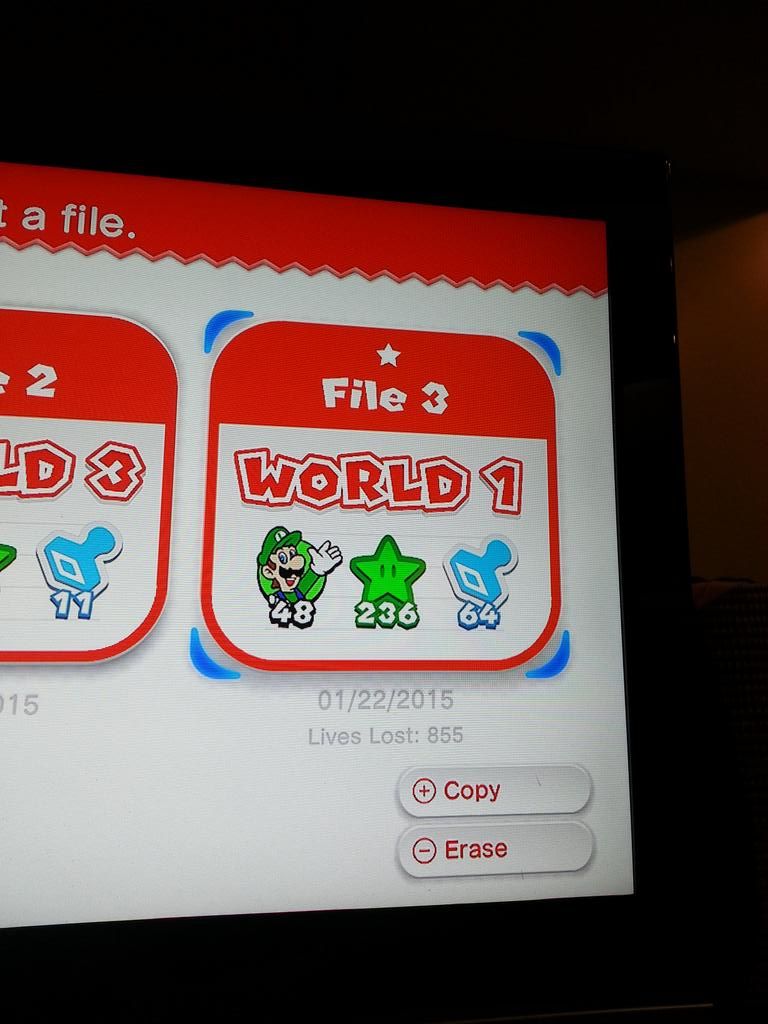 t a file.
e 2
LD 3
11
015
File 3
WORLD 1
48 236 64
01/22/2015
Lives Lost: 855
+ Copy
− Erase